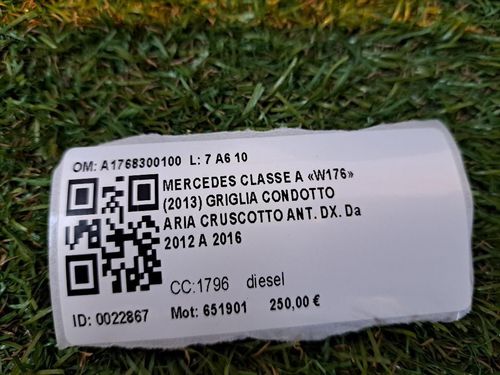 OM: A1768300100 L: 7 A6 10
MERCEDES CLASSE A «W176»
(2013) GRIGLIA CONDOTTO
ARIA CRUSCOTTO ANT. DX. Da
2012 A 2016
CC:1796 diesel
ID: 0022867 Mot: 651901 250,00 €